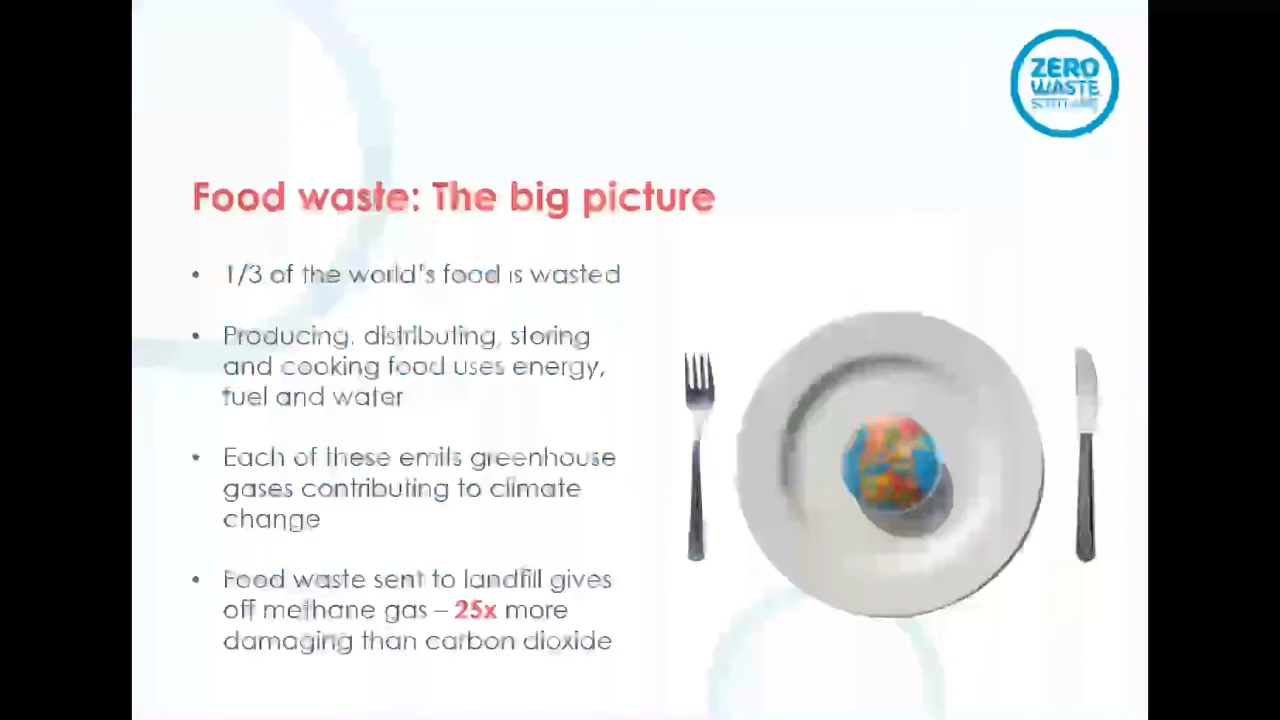 ZERO
WASTE
Food waste: The big picture
• 1/3 of the world's food is wasted
• Producing, distributing, storing
and cooking food uses energy,
fuel and water
• Each of these emits greenhouse
gases contributing to climate
change
• Food waste sent to landfill gives
off methane gas – 25x more
damaging than carbon dioxide